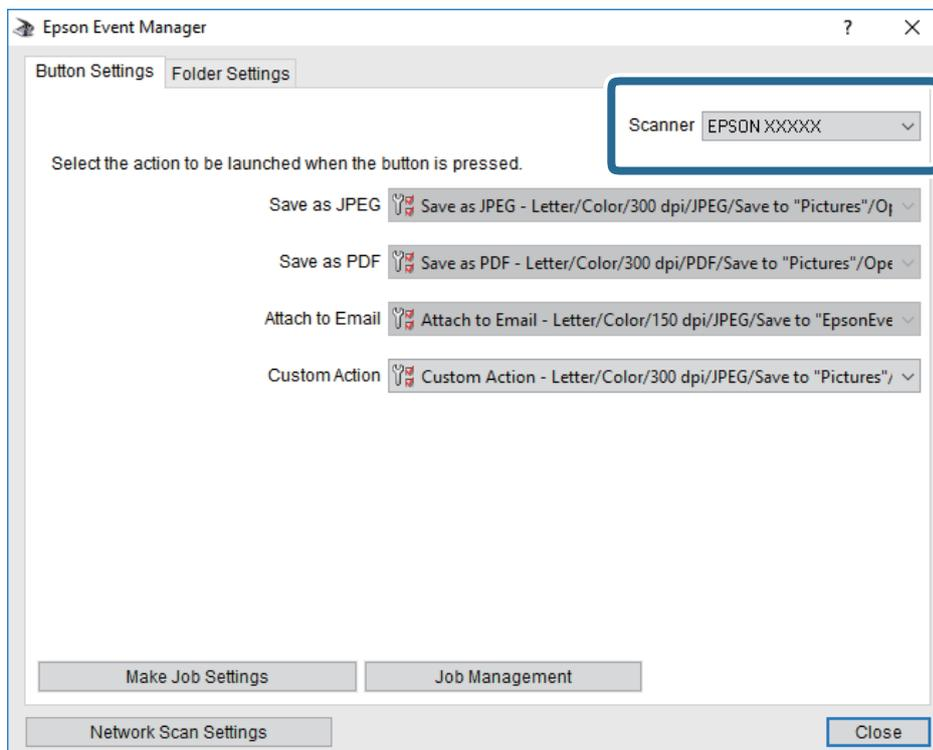 Epson Event Manager
?
Button Settings
Folder Settings
Scanner EPSON XXXXX
Select the action to be launched when the button is pressed.
Save as JPEG Save as JPEG - Letter/Color/300 dpi/JPEG/Save to "Pictures"/Op
Save as PDF Save as PDF - Letter/Color/300 dpi/PDF/Save to "Pictures"/Ope
Attach to Email Attach to Email - Letter/Color/150 dpi/JPEG/Save to "EpsonEve
Custom Action Custom Action - Letter/Color/300 dpi/JPEG/Save to "Pictures"/
Make Job Settings
Job Management
Network Scan Settings
Close